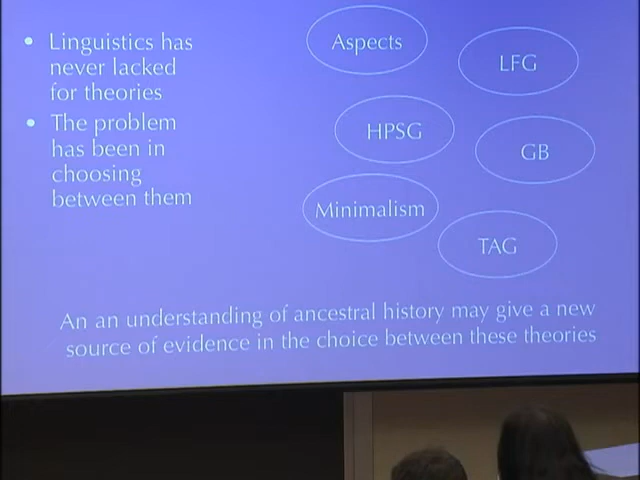 • Linguistics has
never lacked
for theories
• The problem
has been in
choosing
between them
Aspects
LFG
HPSG
GB
Minimalism
TAG
An an understanding of ancestral history may give a new
source of evidence in the choice between these theories